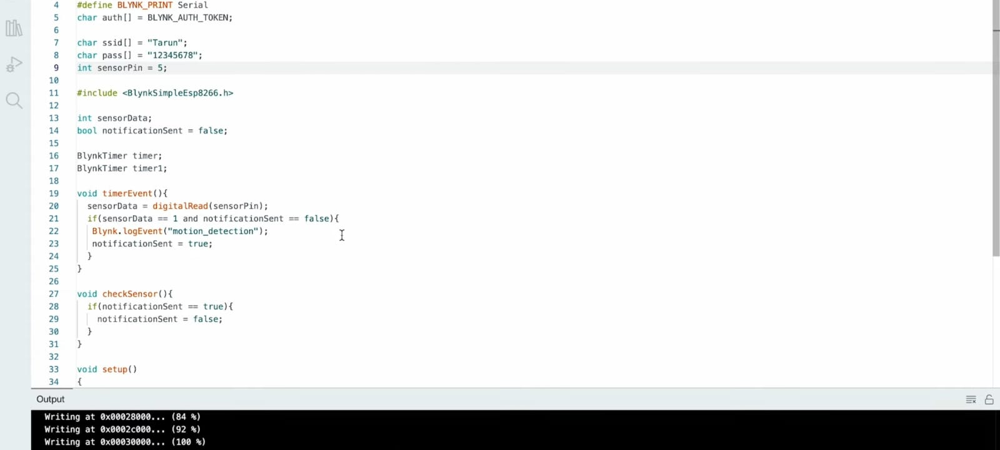 4 #define BLYNK_PRINT Serial
5 char auth[] = BLYNK_AUTH_TOKEN;
6
7 char ssid[] = "Tarun";
8 char pass[] = "12345678";
9 int sensorPin = 5;
10
11 #include <BlynkSimpleEsp8266.h>
12
13 int sensorData;
14 bool notificationSent = false;
15
16 BlynkTimer timer;
17 BlynkTimer timer1;
18
19 void timerEvent(){
20 sensorData = digitalRead(sensorPin);
21 if(sensorData == 1 and notificationSent == false){
22 Blynk.logEvent("motion_detection");
23 notificationSent = true;
24 }
25 }
26
27 void checkSensor(){
28 if(notificationSent == true){
29 notificationSent = false;
30 }
31 }
32
33 void setup()
34 {
Output
Writing at 0x00028000... (84 %)
Writing at 0x0002c000... (92 %)
Writing at 0x00030000... (100 %)